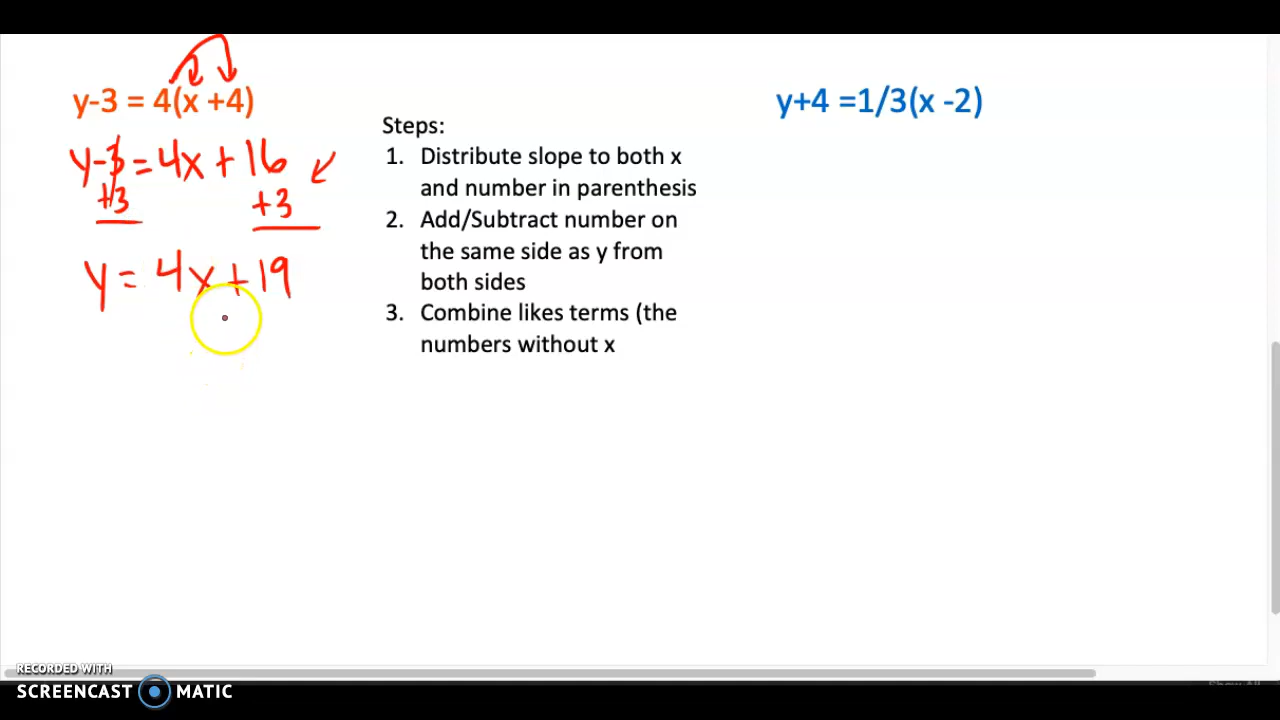 y-3 = 4(x +4)
y-3=4x+16
+3 +3
y=4x+19
Steps:
1. Distribute slope to both x
and number in parenthesis
2. Add/Subtract number on
the same side as y from
both sides
3. Combine likes terms (the
numbers without x
y+4 =1/3(x -2)
RECORDED WITH
SCREENCAST MATIC